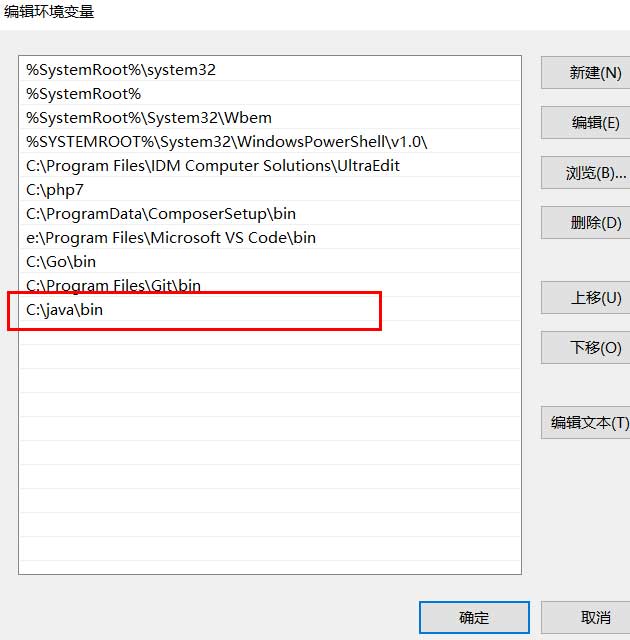 编辑环境变量
%SystemRoot%\system32
%SystemRoot%
%SystemRoot%\System32\Wbem
%SYSTEMROOT%\System32\WindowsPowerShell\v1.0\
C:\Program Files\IDM Computer Solutions\UltraEdit
C:\php7
C:\ProgramData\ComposerSetup\bin
e:\Program Files\Microsoft VS Code\bin
C:\Go\bin
C:\Program Files\Git\bin
C:\java\bin
新建(N)
编辑(E)
浏览(B)...
删除(D)
上移(U)
下移(O)
编辑文本(T)
确定
取消